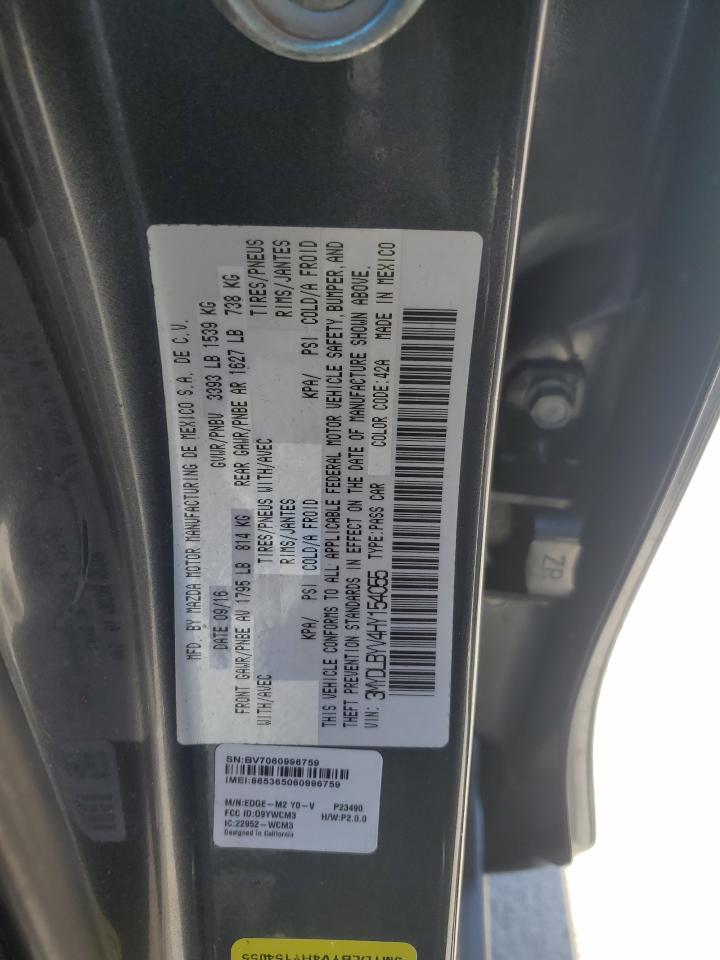 MFD. BY MAZDA MOTOR MANUFACTURING DE MEXICO S.A. DE C.V.
DATE 09/16 GVWR/PNBV 3393 LB 1539 KG
FRONT GAWR/PNBE AV 1795 LB 814 KG REAR GAWR/PNBE AR 1627 LB 738 KG
WITH/AVEC TIRES/PNEUS WITH/AVEC TIRES/PNEUS
RIMS/JANTES RIMS/JANTES
KPA/ PSI COLD/A FROID KPA/ PSI COLD/A FROID
THIS VEHICLE CONFORMS TO ALL APPLICABLE FEDERAL MOTOR VEHICLE SAFETY, BUMPER, AND
THEFT PREVENTION STANDARDS IN EFFECT ON THE DATE OF MANUFACTURE SHOWN ABOVE.
VIN: 3MYDLBYV4HY154055 TYPE:PASS CAR COLOR CODE:42A MADE IN MEXICO
SN:BV7060996759
IMEI:865365060996759
M/N:EDGE-M2 Y0-V P23490
FCC ID:O9YWCM3 H/W:P2.0.0
IC:22952-WCM3
Designed in California
3MYDLBYV4HY154055
ZR